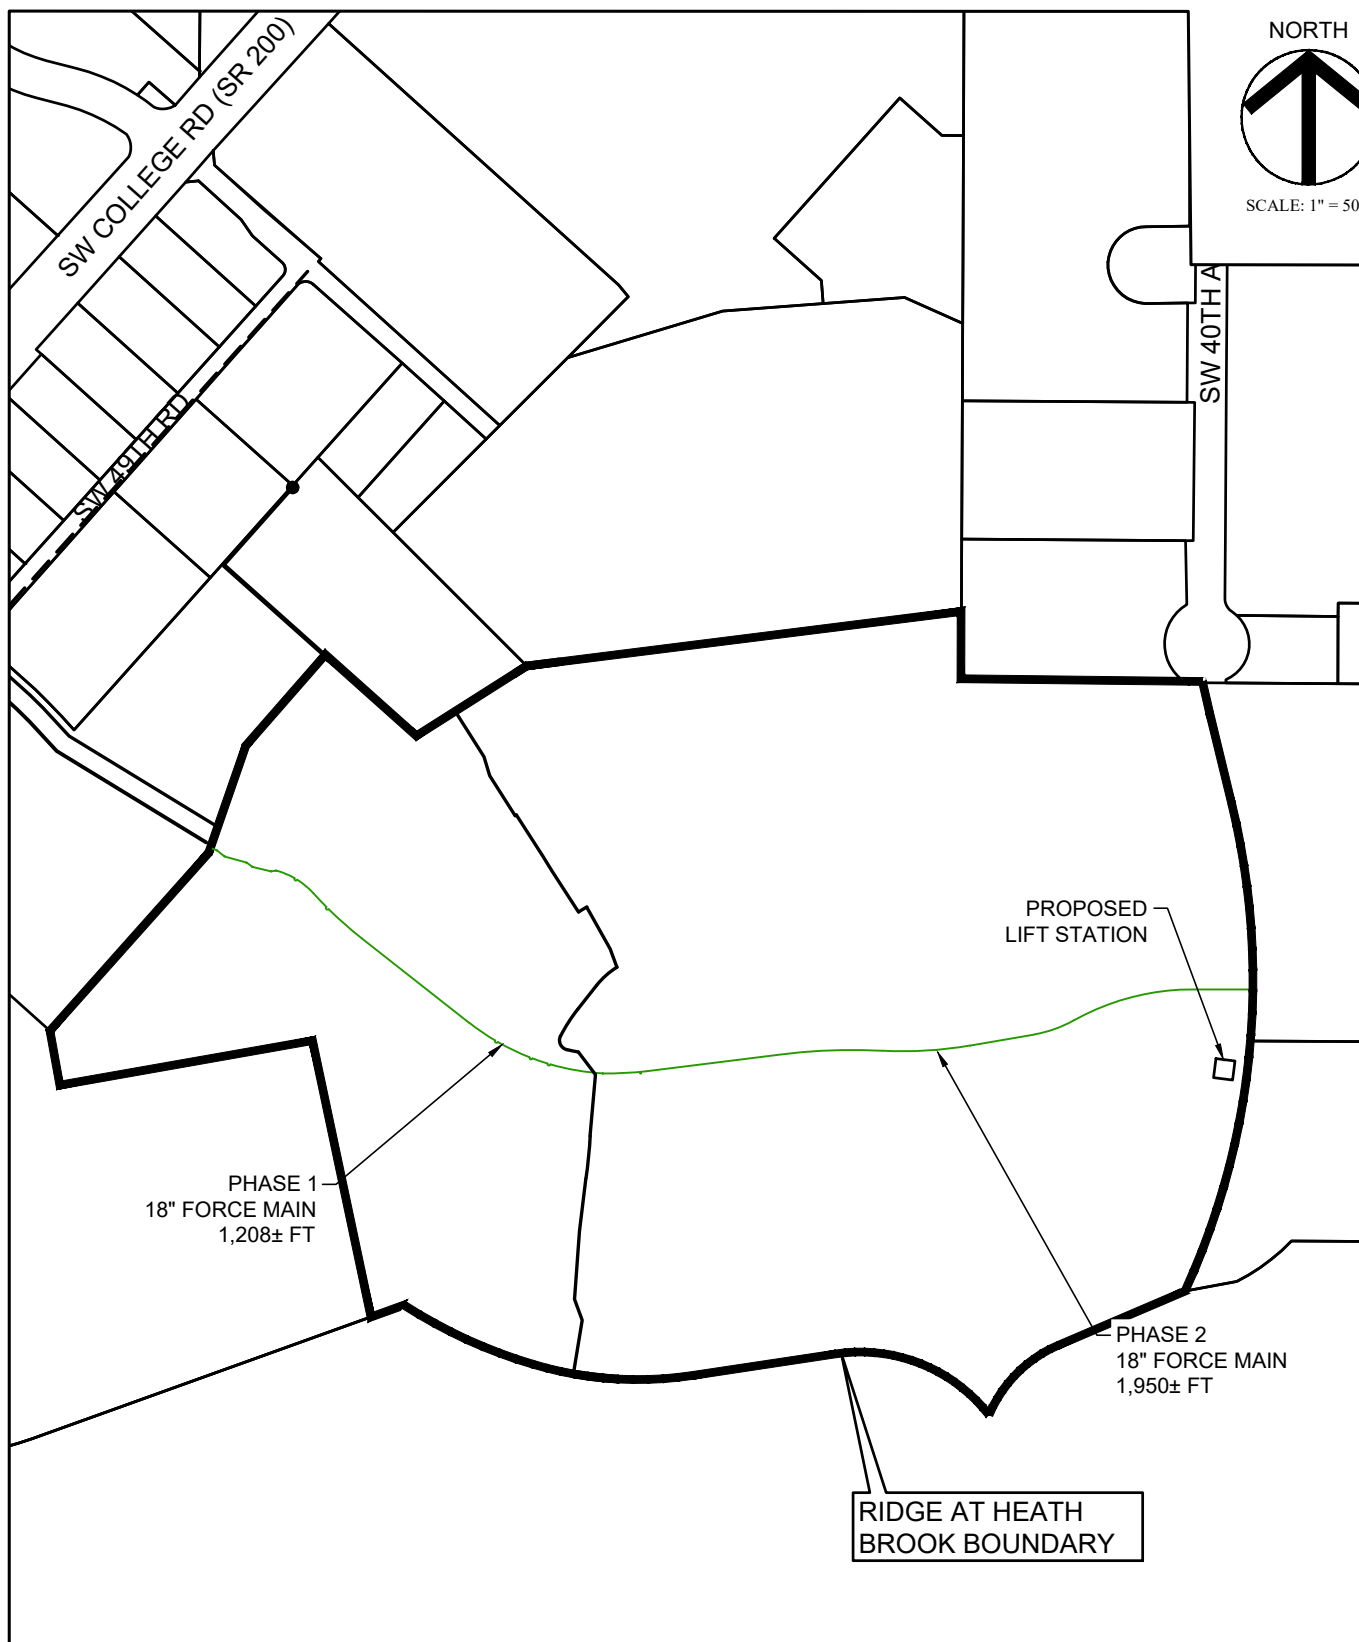 SW COLLEGE RD (SR 200)
NORTH
SCALE: 1" = 50
SW 40TH A
SW 49TH RD
PROPOSED
LIFT STATION
PHASE 1
18" FORCE MAIN
1,208± FT
PHASE 2
18" FORCE MAIN
1,950± FT
RIDGE AT HEATH
BROOK BOUNDARY